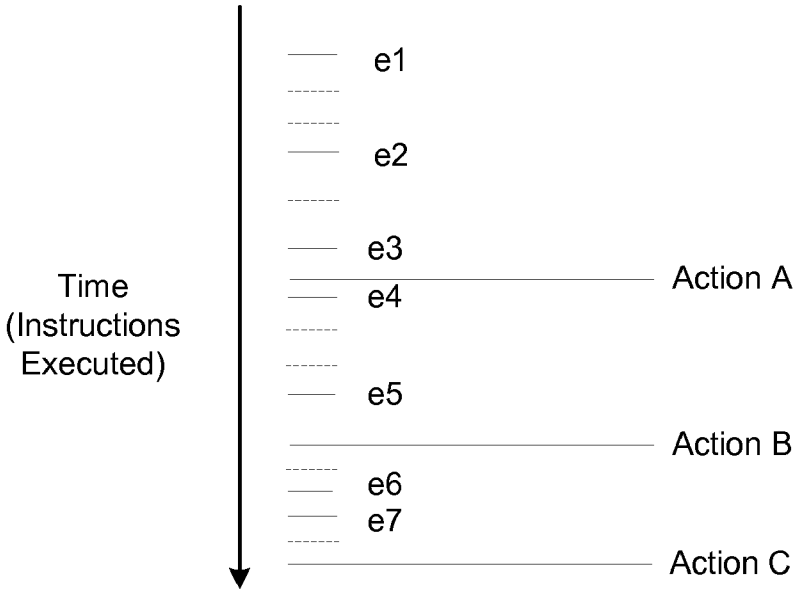 e1
e2
e3
Action A
e4
Time
(Instructions
Executed)
e5
Action B
e6
e7
Action C